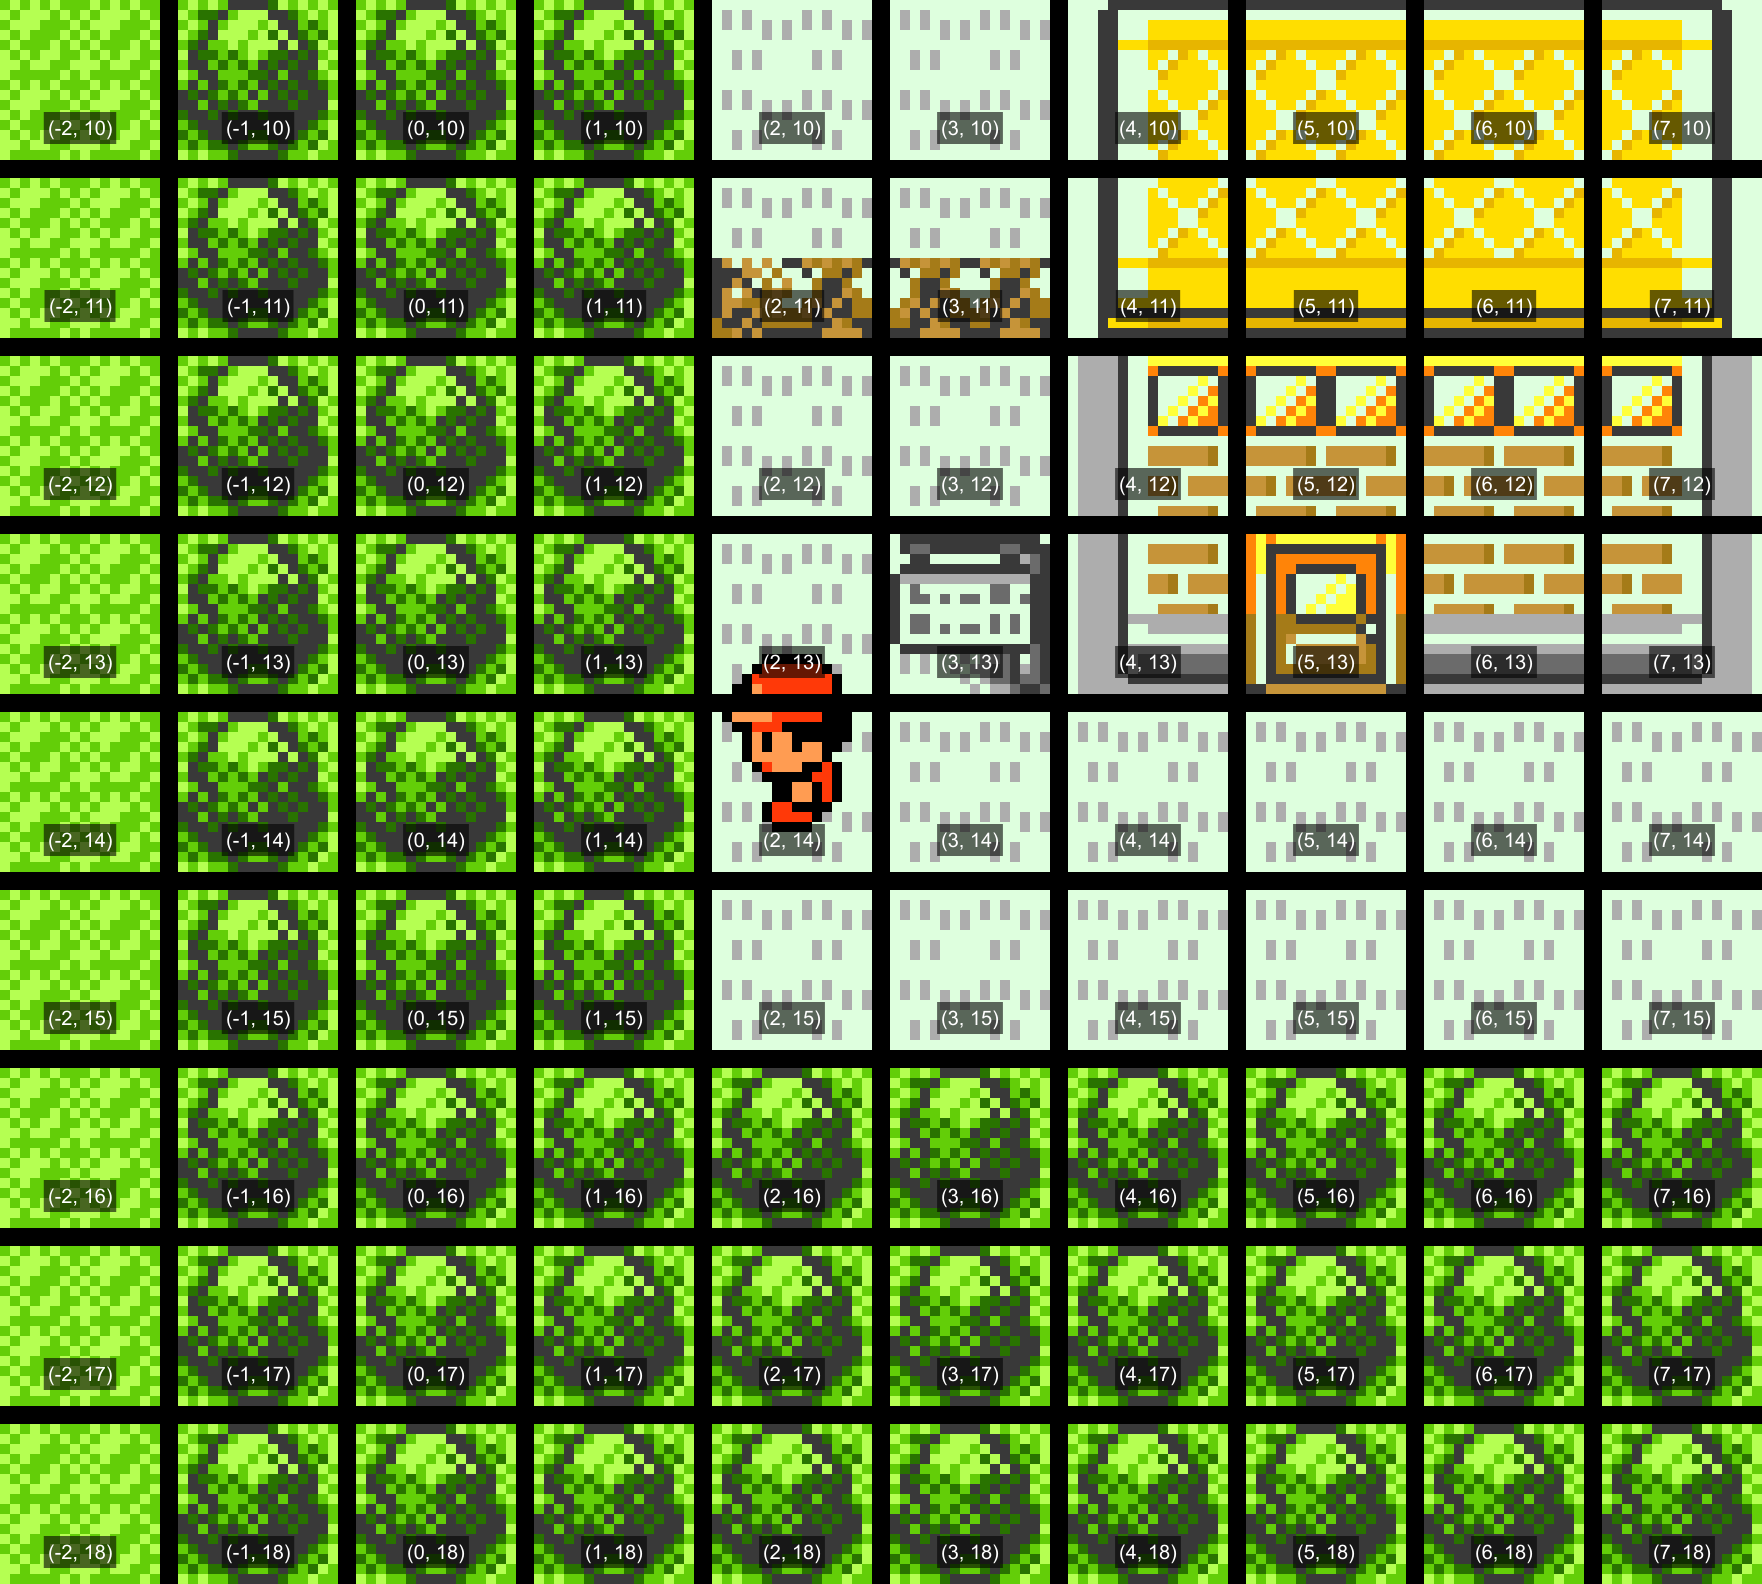 (-2, 10) (-1, 10) (0, 10) (1, 10) (2, 10) (3, 10) (4, 10) (5, 10) (6, 10) (7, 10)
(-2, 11) (-1, 11) (0, 11) (1, 11) (2, 11) (3, 11) (4, 11) (5, 11) (6, 11) (7, 11)
(-2, 12) (-1, 12) (0, 12) (1, 12) (2, 12) (3, 12) (4, 12) (5, 12) (6, 12) (7, 12)
(-2, 13) (-1, 13) (0, 13) (1, 13) (2, 13) (3, 13) (4, 13) (5, 13) (6, 13) (7, 13)
(-2, 14) (-1, 14) (0, 14) (1, 14) (2, 14) (3, 14) (4, 14) (5, 14) (6, 14) (7, 14)
(-2, 15) (-1, 15) (0, 15) (1, 15) (2, 15) (3, 15) (4, 15) (5, 15) (6, 15) (7, 15)
(-2, 16) (-1, 16) (0, 16) (1, 16) (2, 16) (3, 16) (4, 16) (5, 16) (6, 16) (7, 16)
(-2, 17) (-1, 17) (0, 17) (1, 17) (2, 17) (3, 17) (4, 17) (5, 17) (6, 17) (7, 17)
(-2, 18) (-1, 18) (0, 18) (1, 18) (2, 18) (3, 18) (4, 18) (5, 18) (6, 18) (7, 18)